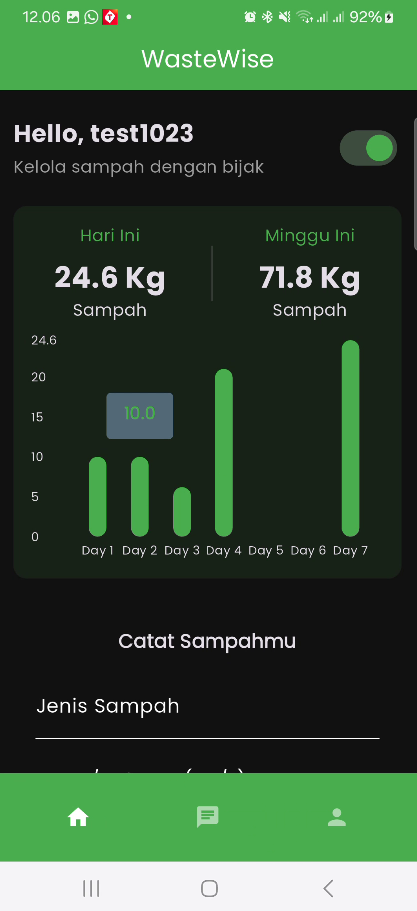 12.06
92%
WasteWise
Hello, test1023
Kelola sampah dengan bijak
Hari Ini
24.6 Kg
Sampah
Minggu Ini
71.8 Kg
Sampah
24.6
20
15
10
5
0
10.0
Day 1 Day 2 Day 3 Day 4 Day 5 Day 6 Day 7
Catat Sampahmu
Jenis Sampah